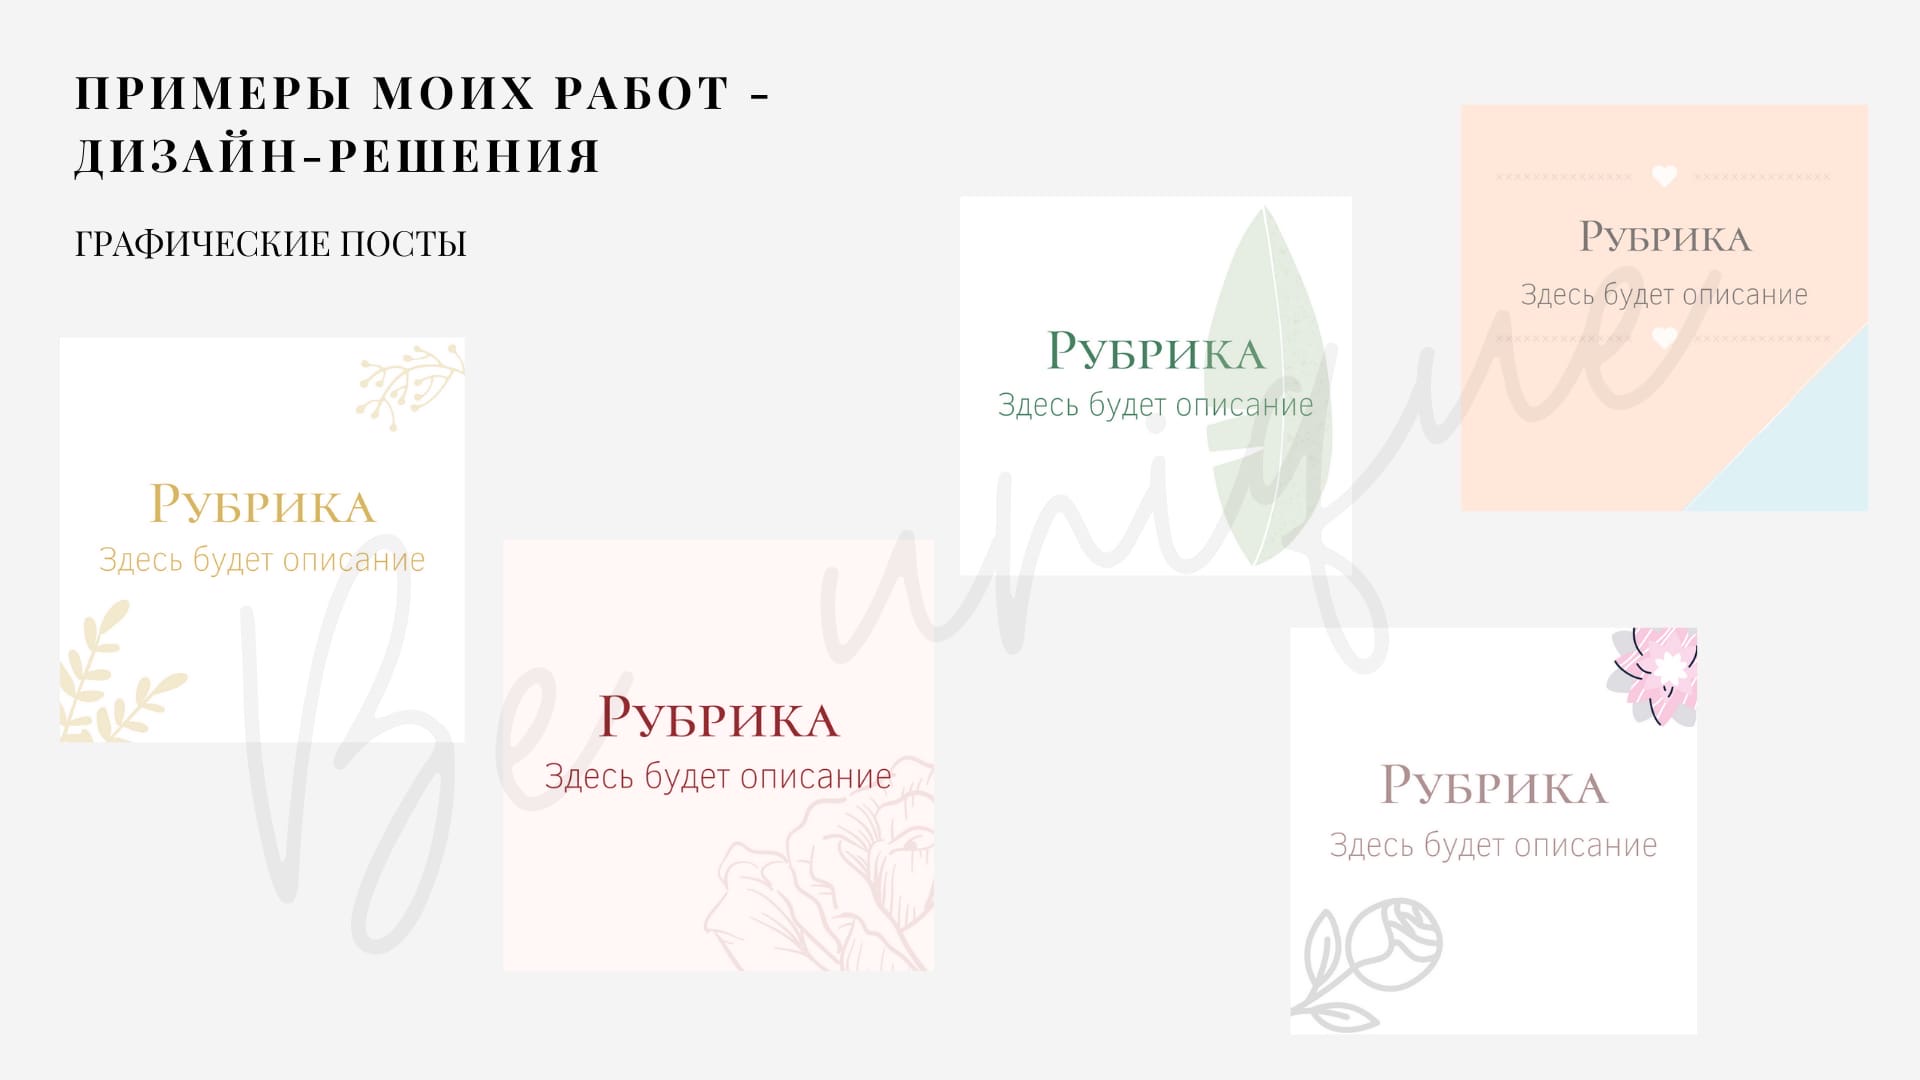 ПРИМЕРЫ МОИХ РАБОТ -
ДИЗАЙН-РЕШЕНИЯ
ГРАФИЧЕСКИЕ ПОСТЫ
Рубрика
Здесь будет описание
Рубрика
Здесь будет описание
Рубрика
Здесь будет описание
Рубрика
Здесь будет описание
Рубрика
Здесь будет описание
Be unique